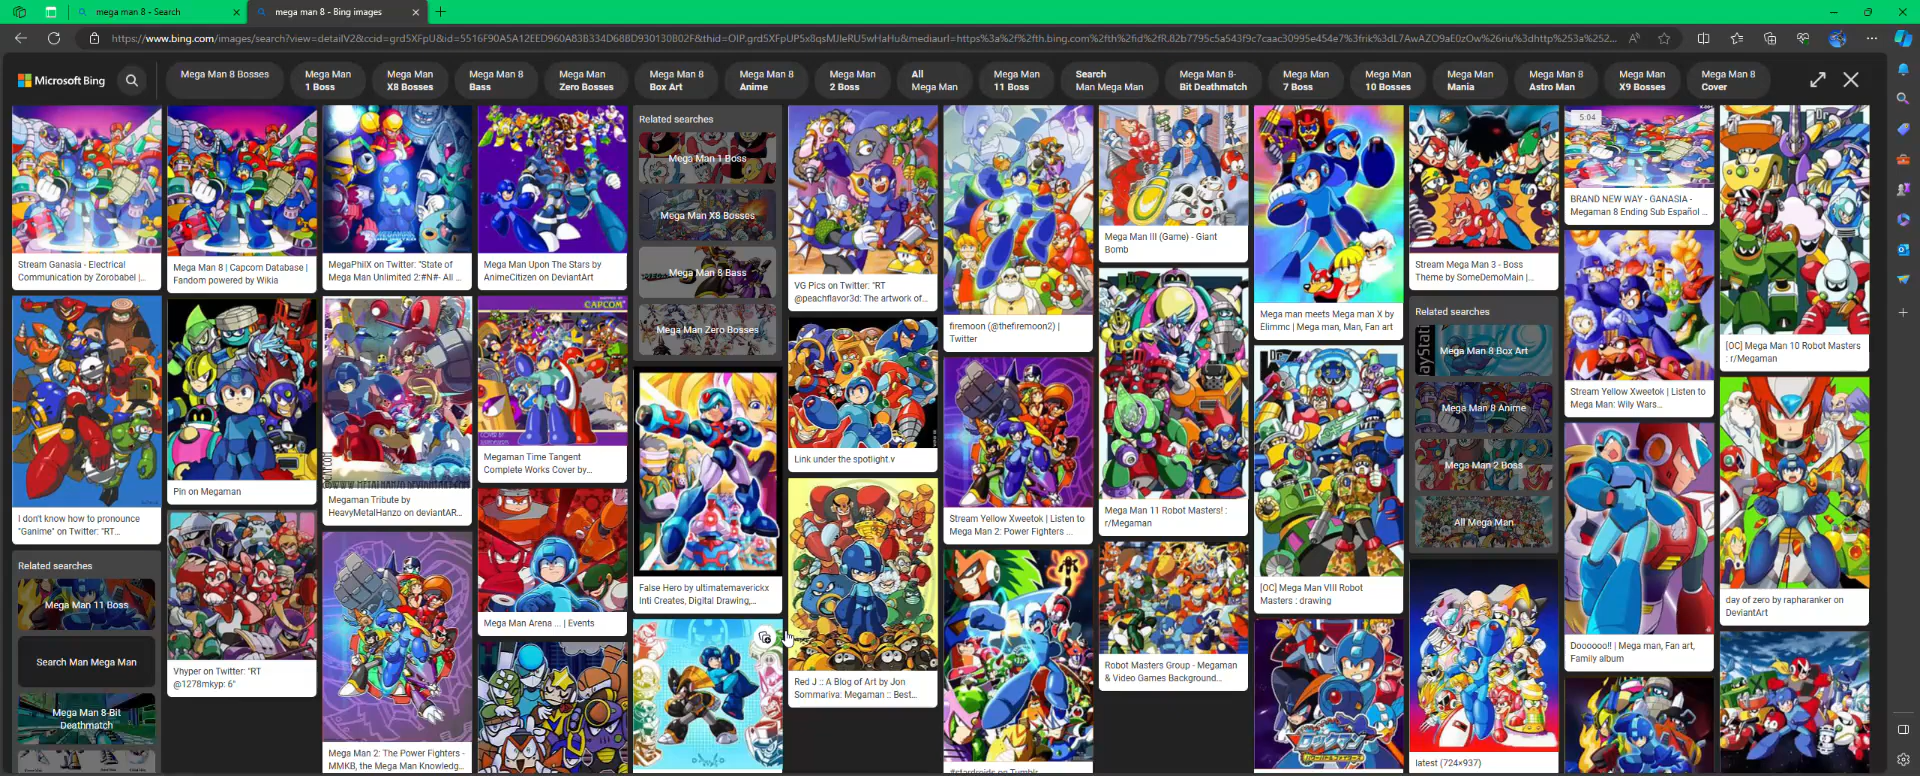 mega man 8 - Search
mega man 8 - Bing images
https://www.bing.com/images/search?view=detailV2&ccid=grd5XFpU&id=5516F90A5A12EED960A83B334D68BD930130B02F&thid=OIP.grd5XFpUP5x8qsMJleRU5wHaHu&mediaurl=https%3a%2f%2fth.bing.com%2fth%2fid%2fR.82b7795c5a543f9c7caac30995e454e7%3frik%3dL7AwAZO9aE0zOw%26riu%3dhttp%253a%252...
Microsoft Bing
Mega Man 8 Bosses
Mega Man 1 Boss
Mega Man X8 Bosses
Mega Man 8 Bass
Mega Man Zero Bosses
Mega Man 8 Box Art
Mega Man 8 Anime
Mega Man 2 Boss
All Mega Man
Mega Man 11 Boss
Search Man Mega Man
Mega Man 8-Bit Deathmatch
Mega Man 7 Boss
Mega Man 10 Bosses
Mega Man Mania
Mega Man 8 Astro Man
Mega Man X9 Bosses
Mega Man 8 Cover
Stream Ganasia - Electrical
Communication by Zorobabel |...
I don't know how to pronounce
"Ganime" on Twitter: "RT...
Related searches
Mega Man 11 Boss
Search Man Mega Man
Mega Man 8-Bit
Deathmatch
Mega Man 8 | Capcom Database |
Fandom powered by Wikia
Pin on Megaman
Vhyper on Twitter: "RT
@1278mkyp: 6"
MegaPhilX on Twitter: "State of
Mega Man Unlimited 2:#N#- All ...
Megaman Tribute by
HeavyMetalHanzo on deviantAR...
Mega Man 2: The Power Fighters -
MMKB, the Mega Man Knowledg...
Mega Man Upon The Stars by
AnimeCitizen on DeviantArt
CAPCOM
Megaman Time Tangent
Complete Works Cover by...
Mega Man Arena ... | Events
Related searches
Mega Man 1 Boss
Mega Man X8 Bosses
Mega Man 8 Bass
Mega Man Zero Bosses
False Hero by ultimatemaverickx
Inti Creates, Digital Drawing,...
VG Pics on Twitter: "RT
@peachflavor3d: The artwork of...
Link under the spotlight.v
Red J :: A Blog of Art by Jon
Sommariva: Megaman :: Best...
firemoon (@thefiremoon2) |
Twitter
Stream Yellow Xweetok | Listen to
Mega Man 2: Power Fighters ...
#stardroids on Tumblr
Mega Man III (Game) - Giant
Bomb
Mega Man 11 Robot Masters! :
r/Megaman
Robot Masters Group - Megaman
& Video Games Background...
Mega man meets Mega man X by
Elimmc | Mega man, Man, Fan art
[OC] Mega Man VIII Robot
Masters : drawing
Stream Mega Man 3 - Boss
Theme by SomeDemoMain |...
Related searches
Mega Man 8 Box Art
Mega Man 8 Anime
Mega Man 2 Boss
All Mega Man
latest (724×937)
5:04
BRAND NEW WAY - GANASIA -
Megaman 8 Ending Sub Español ...
Stream Yellow Xweetok | Listen to
Mega Man: Wily Wars...
Doooooo!! | Mega man, Fan art,
Family album
[OC] Mega Man 10 Robot Masters
: r/Megaman
day of zero by rapharanker on
DeviantArt